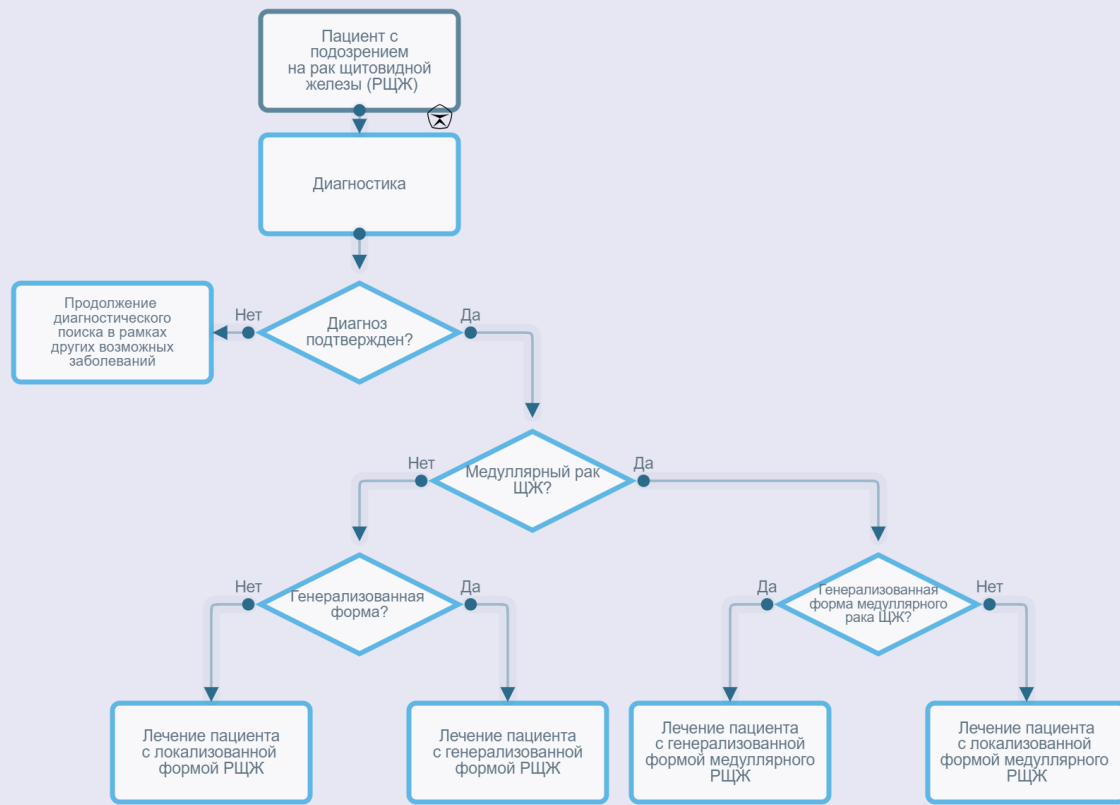 Пациент с
подозрением
на рак щитовидной
железы (РЩЖ)
Диагностика
Продолжение
диагностического
поиска в рамках
других возможных
заболеваний
Нет
Диагноз
подтвержден?
Да
Нет
Медуллярный рак
ЩЖ?
Да
Нет
Генерализованная
форма?
Да
Да
Генерализованная
форма медуллярного
рака ЩЖ?
Нет
Лечение пациента
с локализованной
формой РЩЖ
Лечение пациента
с генерализованной
формой РЩЖ
Лечение пациента
с генерализованной
формой медуллярного
РЩЖ
Лечение пациента
с локализованной
формой медуллярного
РЩЖ